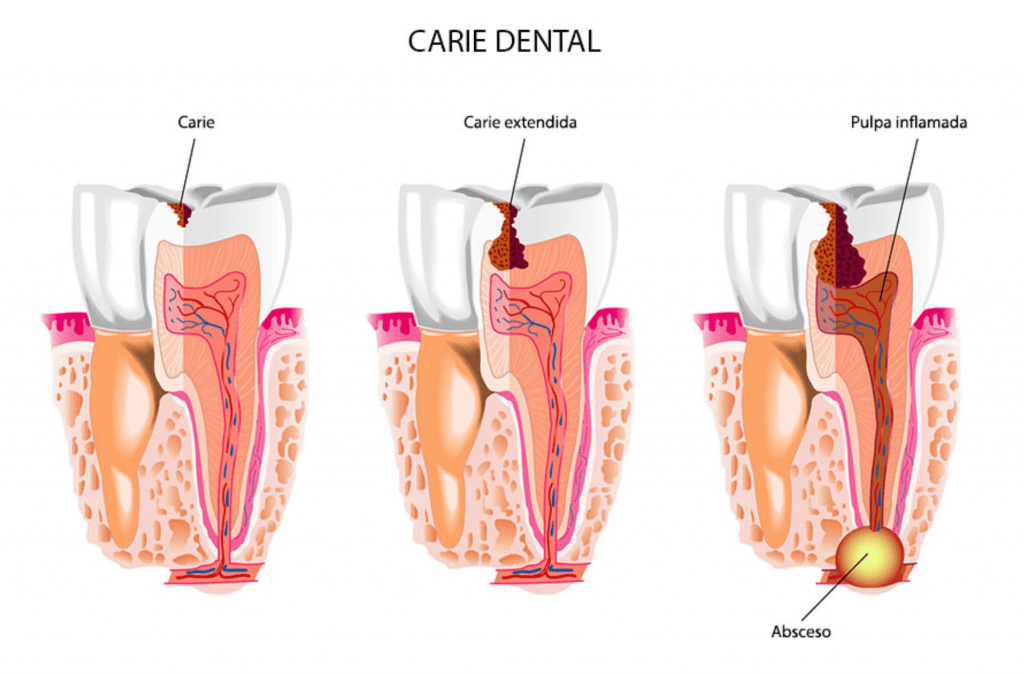 CARIE DENTAL
Carie
Carie extendida
Pulpa inflamada
Absceso